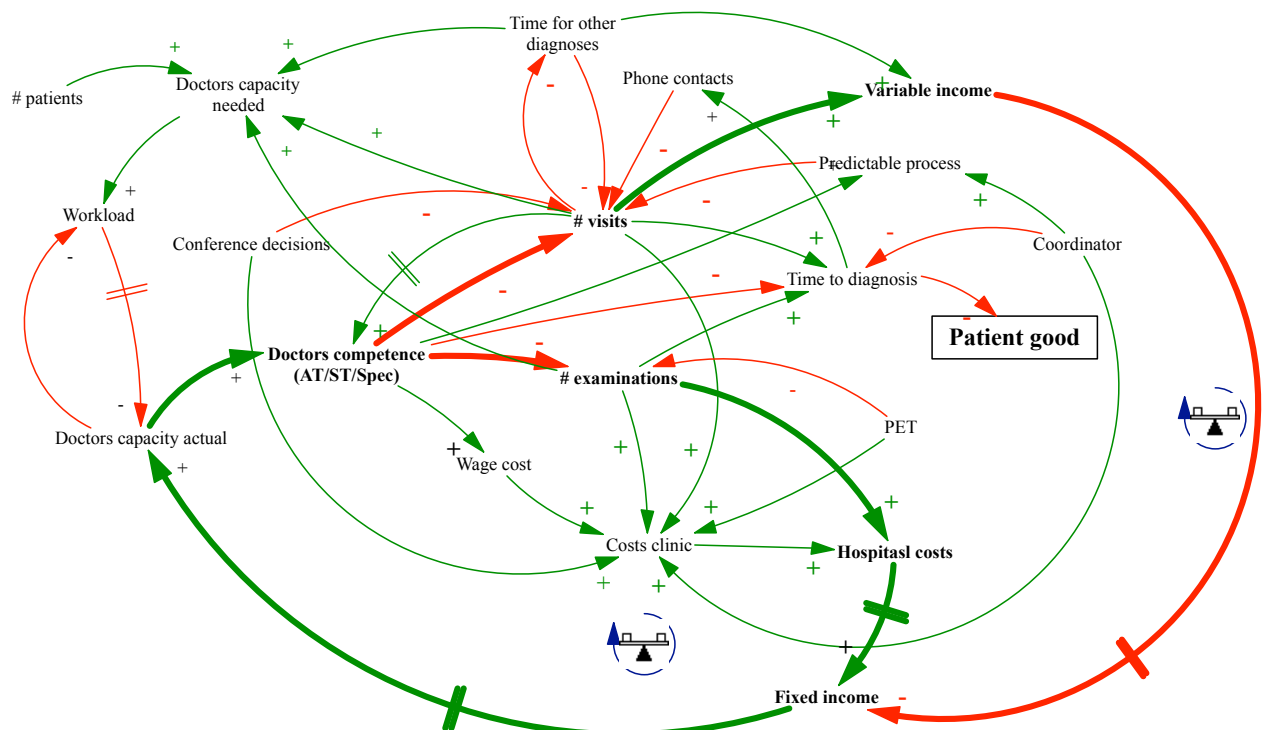 Time for other
diagnoses
Phone contacts
Doctors capacity
needed
# patients
Variable income
Predictable process
Workload
# visits
Conference decisions
Coordinator
Time to diagnosis
Patient good
Doctors competence
(AT/ST/Spec)
# examinations
Doctors capacity actual
PET
Wage cost
Costs clinic
Hospitasl costs
Fixed income